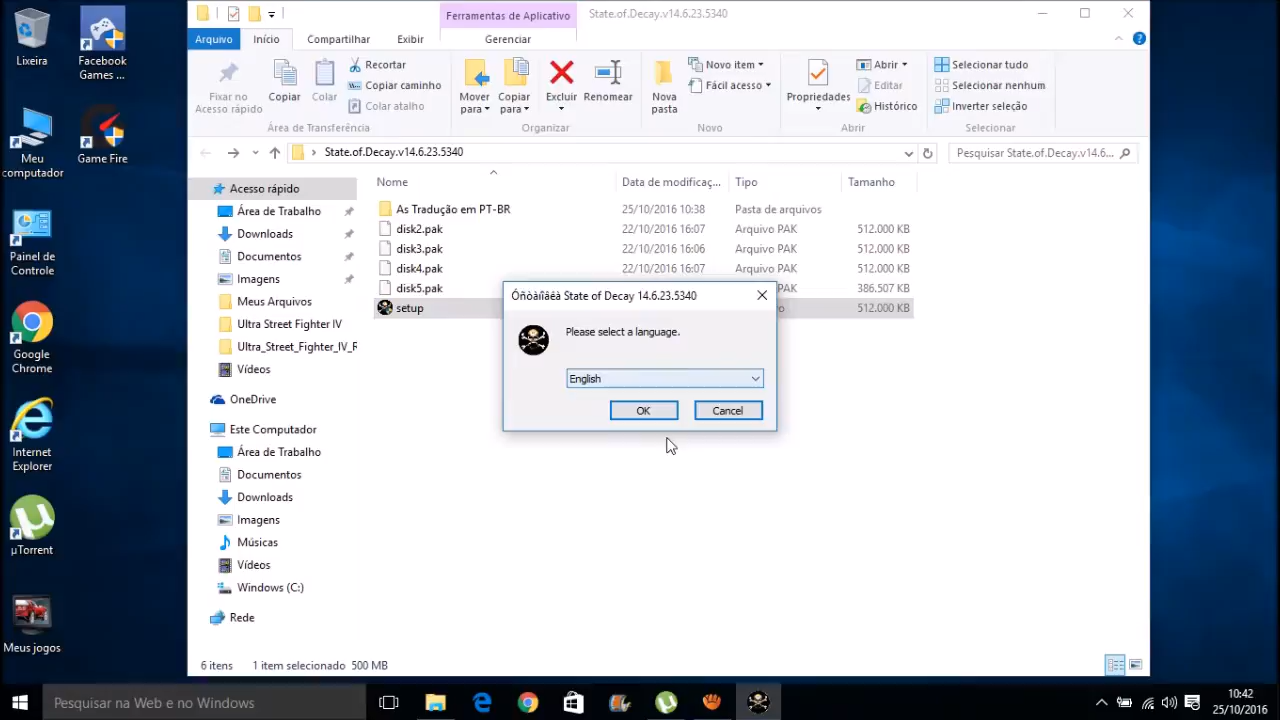 Lixeira
Facebook
Games ...
Meu
computador
Game Fire
Painel de
Controle
Google
Chrome
Internet
Explorer
µTorrent
Meus jogos
Ferramentas de Aplicativo
State.of.Decay.v14.6.23.5340
Arquivo
Início
Compartilhar
Exibir
Gerenciar
Fixar no
Acesso rápido
Copiar
Colar
Recortar
Copiar caminho
Colar atalho
Área de Transferência
Mover
para
Copiar
para
Excluir
Renomear
Organizar
Nova
pasta
Novo item
Fácil acesso
Novo
Propriedades
Abrir
Editar
Histórico
Abrir
Selecionar tudo
Selecionar nenhum
Inverter seleção
Selecionar
State.of.Decay.v14.6.23.5340
Pesquisar State.of.Decay.v14.6....
Acesso rápido
Área de Trabalho
Downloads
Documentos
Imagens
Meus Arquivos
Ultra Street Fighter IV
Ultra_Street_Fighter_IV_R
Vídeos
OneDrive
Este Computador
Área de Trabalho
Documentos
Downloads
Imagens
Músicas
Vídeos
Windows (C:)
Rede
Nome Data de modificaç... Tipo Tamanho
As Tradução em PT-BR 25/10/2016 10:38 Pasta de arquivos
disk2.pak 22/10/2016 16:07 Arquivo PAK 512.000 KB
disk3.pak 22/10/2016 16:06 Arquivo PAK 512.000 KB
disk4.pak 22/10/2016 16:07 Arquivo PAK 512.000 KB
disk5.pak 386.507 KB
setup 512.000 KB
Óñòàíîâêà State of Decay 14.6.23.5340
Please select a language.
English
OK
Cancel
6 itens 1 item selecionado 500 MB
Pesquisar na Web e no Windows
10:42
25/10/2016